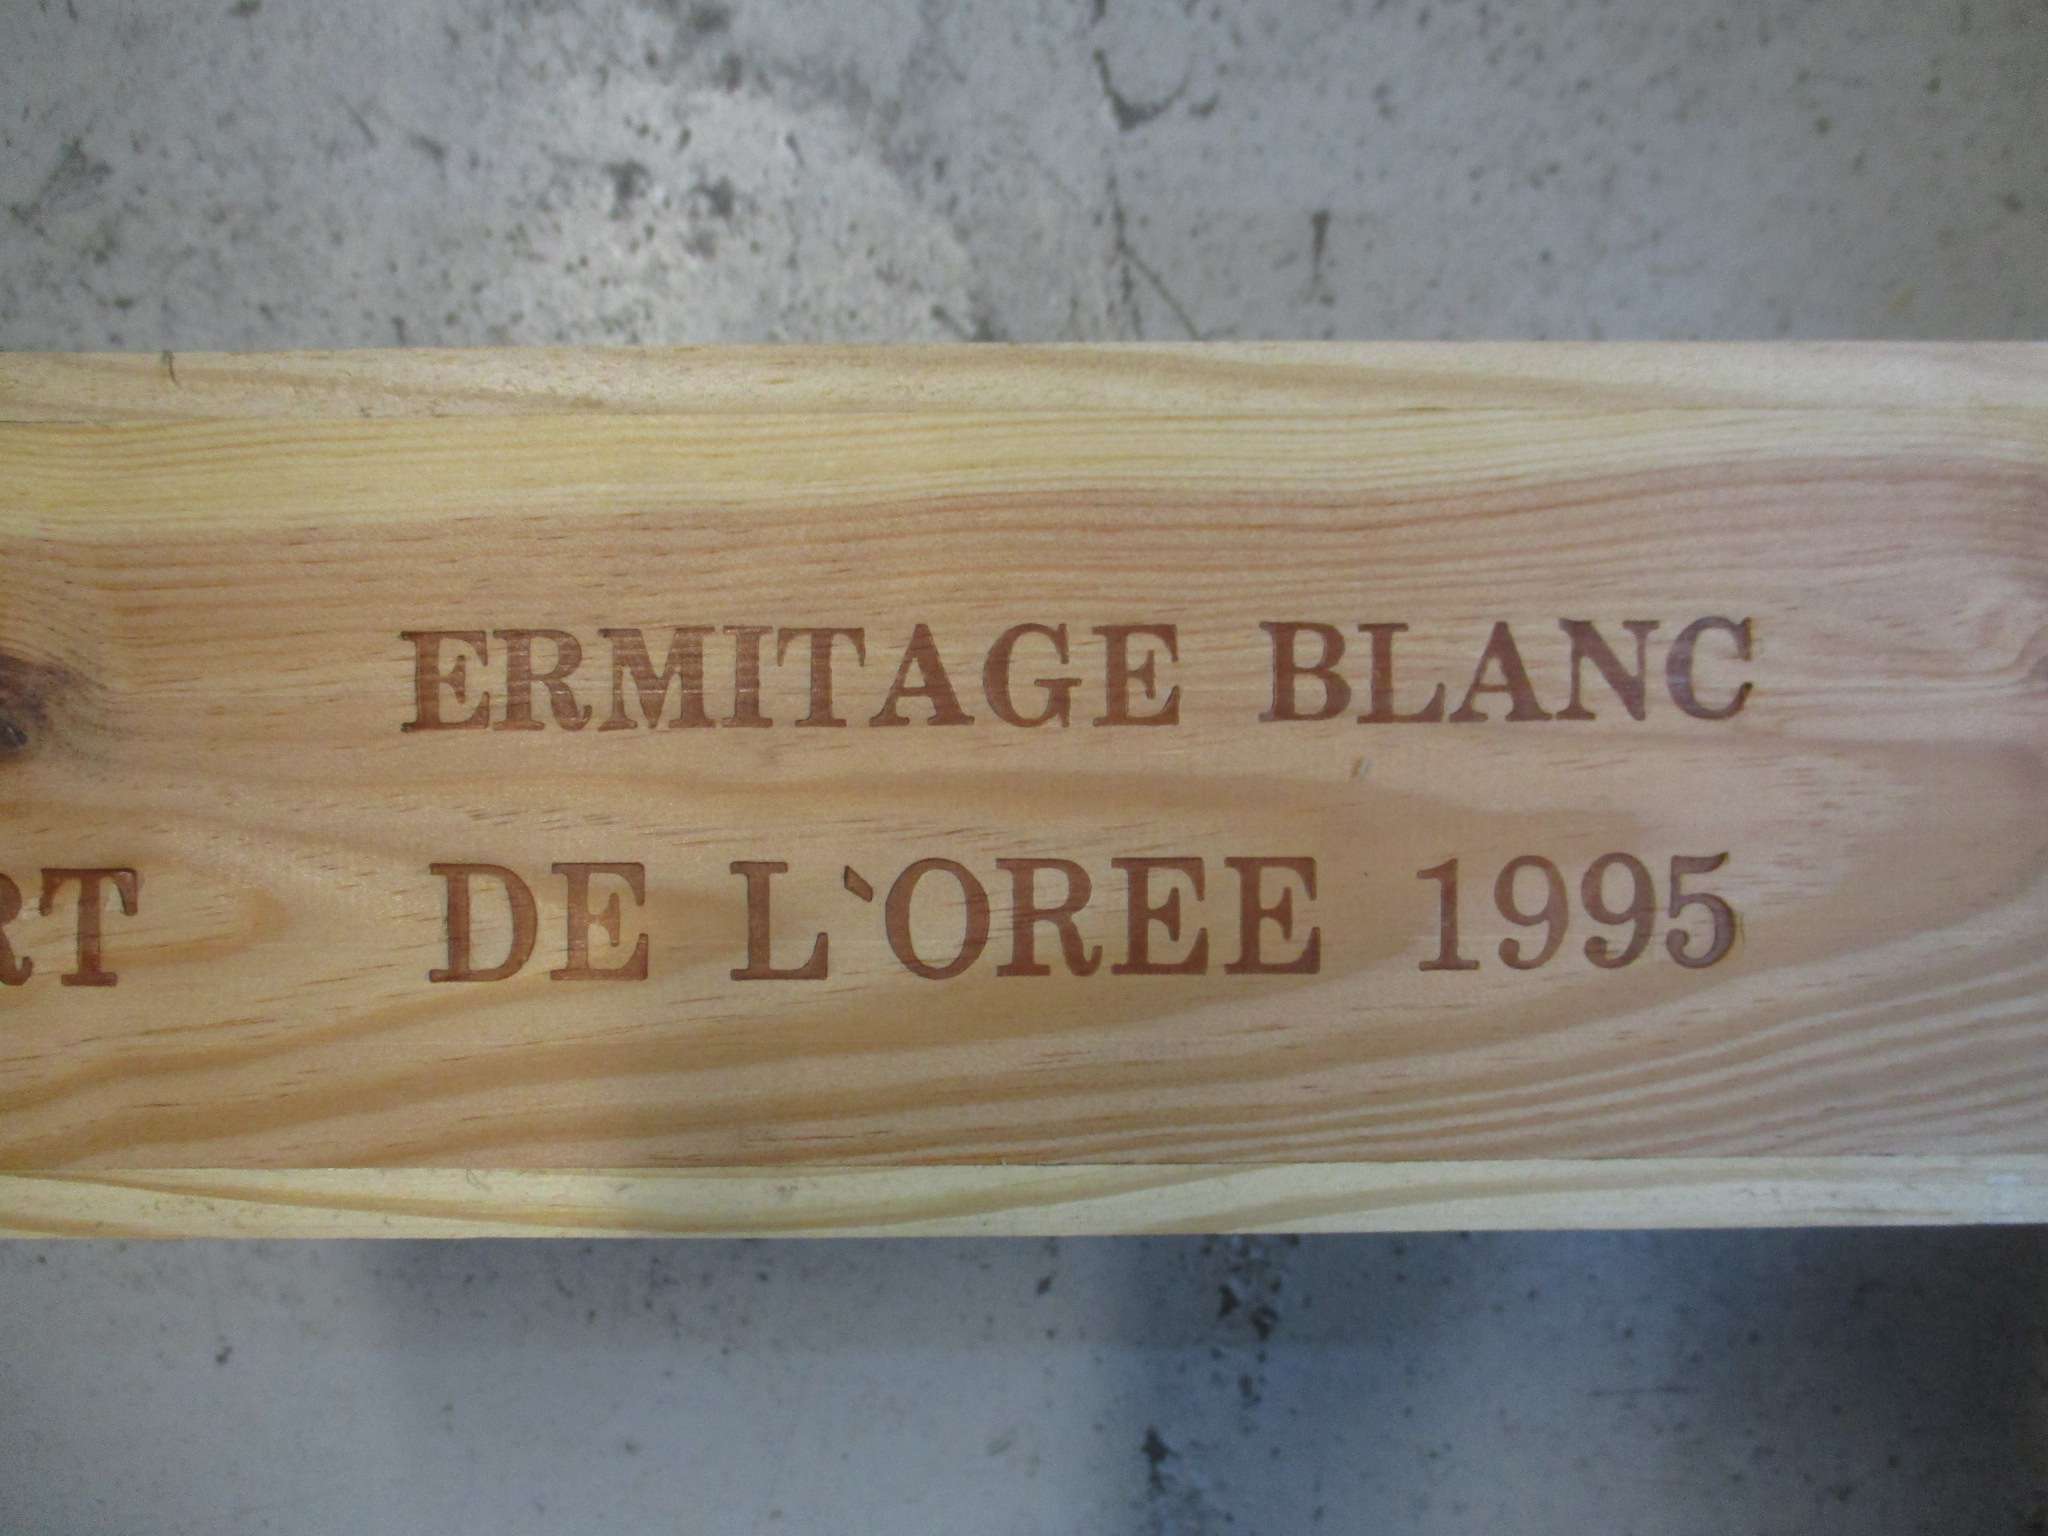 ERMITAGE BLANC
DE L`OREE 1995